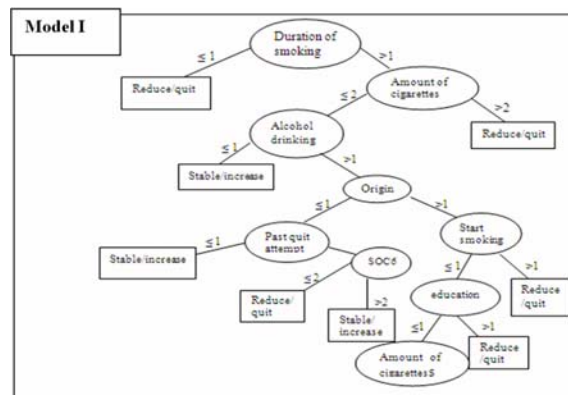 Model I
Duration of
smoking
≤ 1
>1
Reduce/quit
Amount of
cigarettes
≤ 2
>2
Alcohol
drinking
Reduce/quit
≤ 1
>1
Stable/increase
Origin
≤ 1
>1
Past quit
attempt
Start
smoking
≤ 1
Stable/increase
SOC6
≤ 1
>1
≤ 2
>2
education
Reduce
/quit
Reduce/
quit
Stable/
increase
≤1
>1
Amount of
cigarettes$
Reduce
/quit